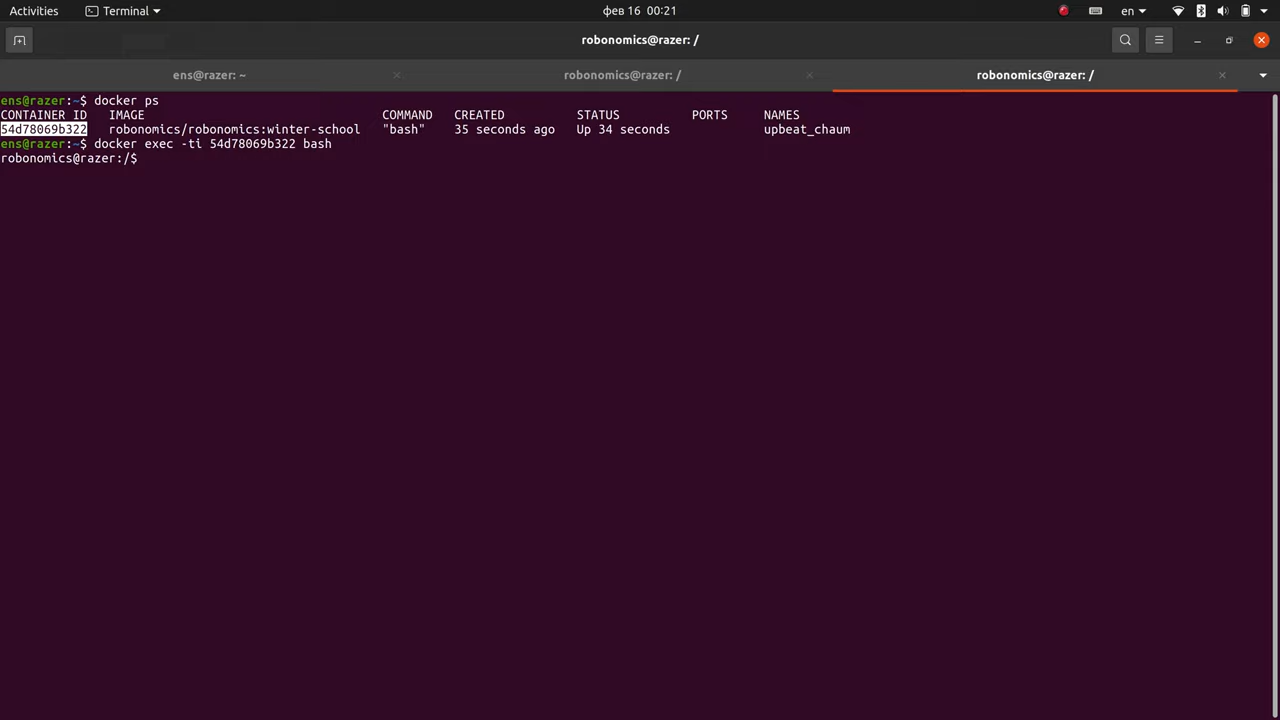 Activities Terminal фев 16 00:21 en
robonomics@razer: /
ens@razer: ~ robonomics@razer: / robonomics@razer: /
ens@razer:~$ docker ps
CONTAINER ID IMAGE COMMAND CREATED STATUS PORTS NAMES
54d78069b322 robonomics/robonomics:winter-school "bash" 35 seconds ago Up 34 seconds upbeat_chaum
ens@razer:~$ docker exec -ti 54d78069b322 bash
robonomics@razer:/$